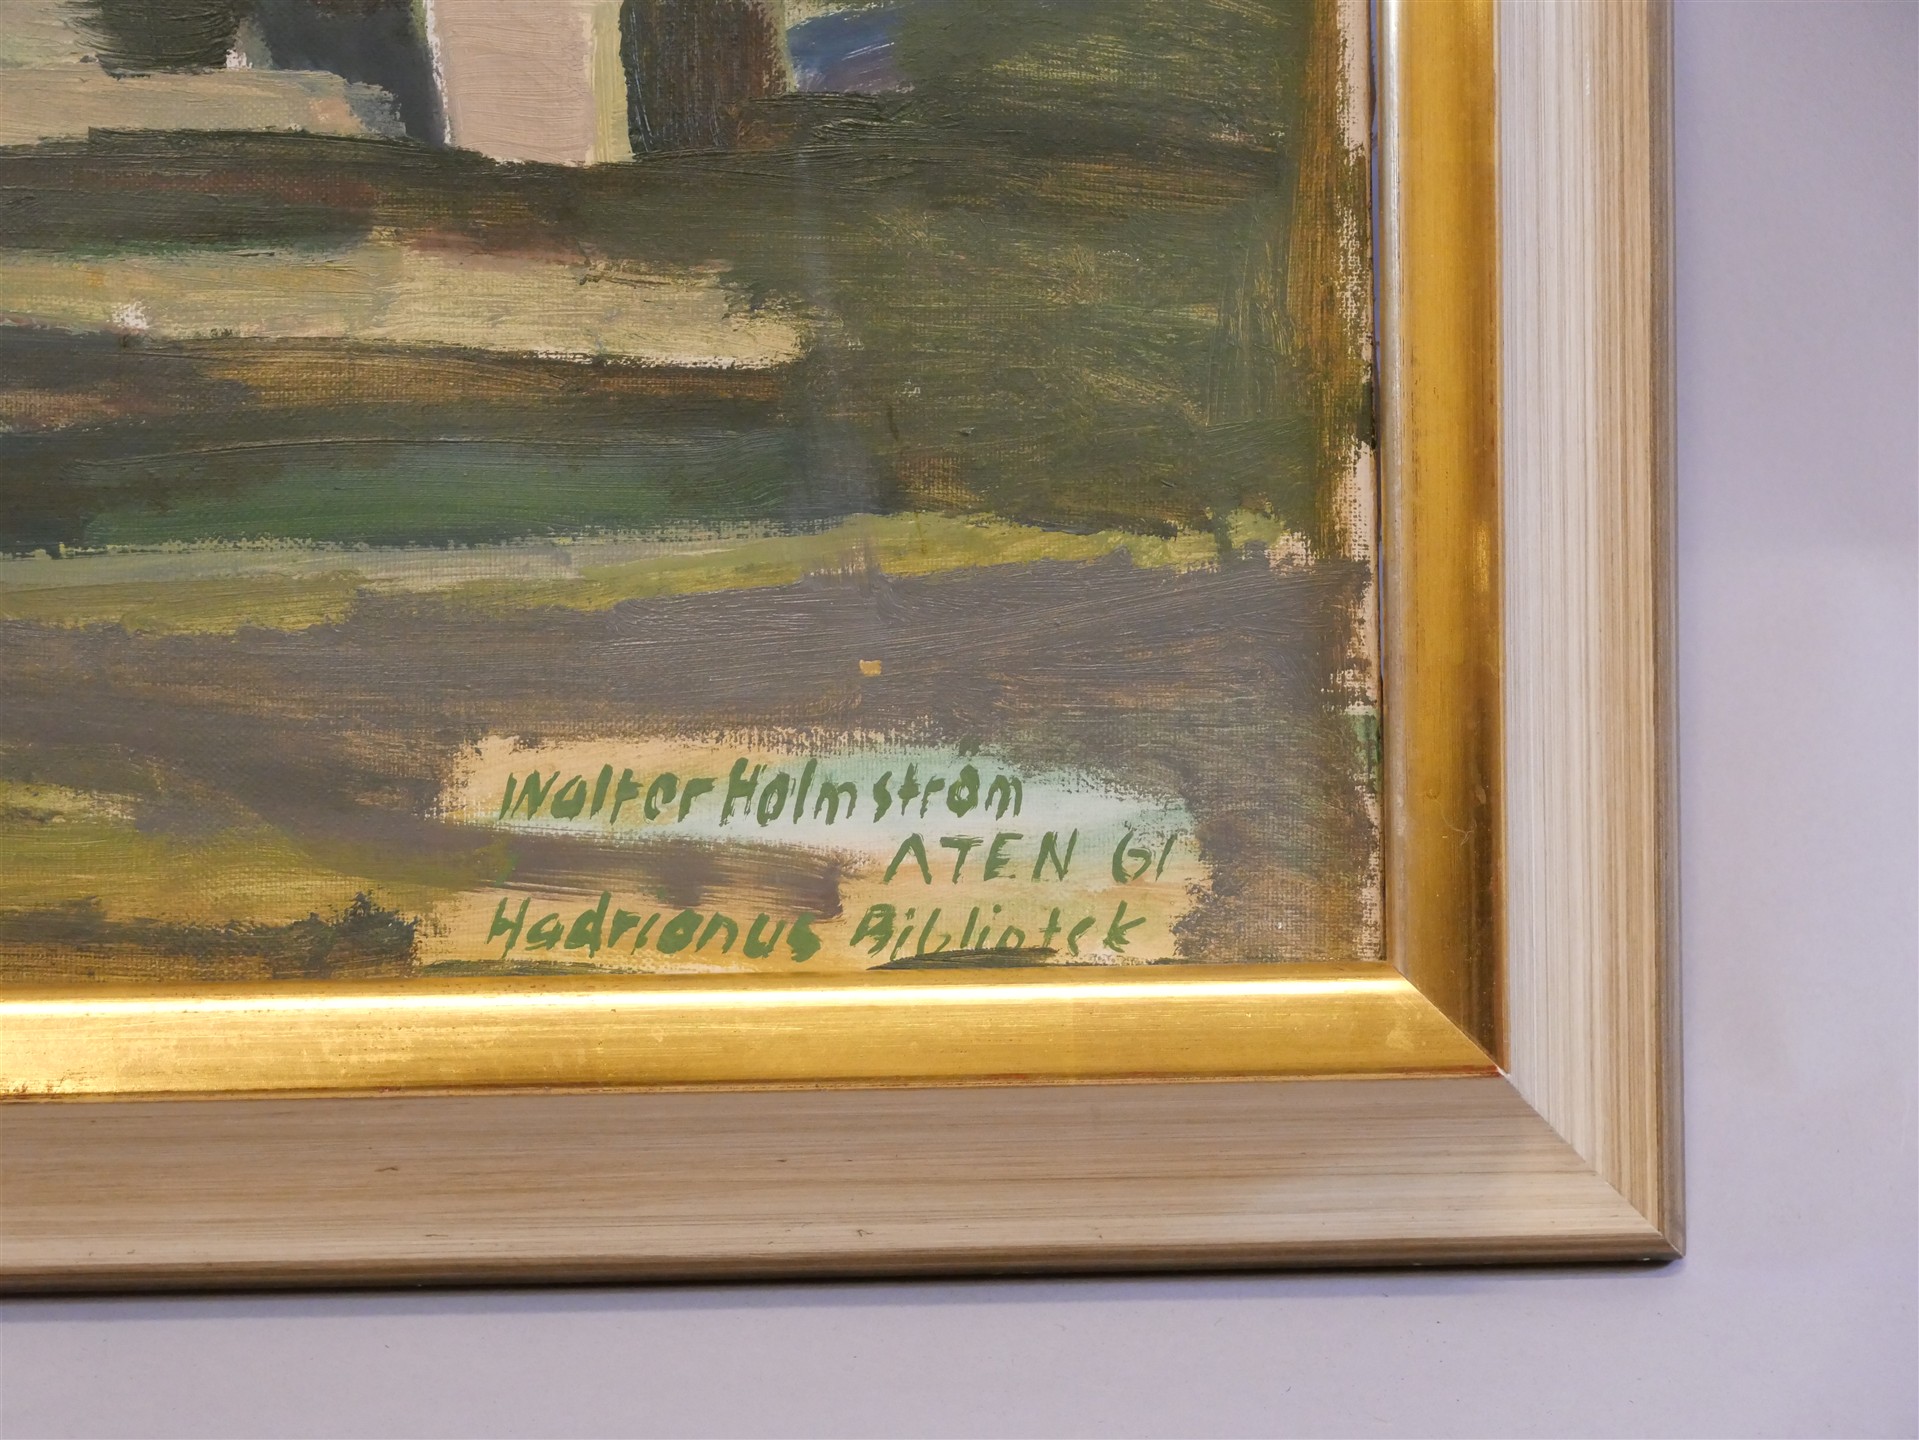 Walter Holmström
ATEN 61
Hadrianus Bibliotek